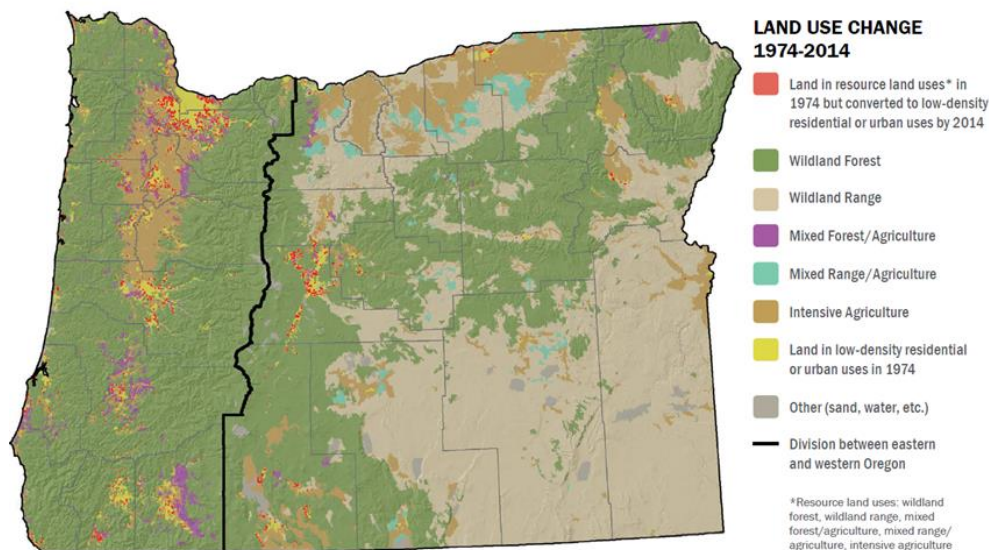 LAND USE CHANGE
1974-2014
Land in resource land uses* in
1974 but converted to low-density
residential or urban uses by 2014
Wildland Forest
Wildland Range
Mixed Forest/Agriculture
Mixed Range/Agriculture
Intensive Agriculture
Land in low-density residential
or urban uses in 1974
Other (sand, water, etc.)
Division between eastern
and western Oregon
*Resource land uses: wildland
forest, wildland range, mixed
forest/agriculture, mixed range/
agriculture, intensive agriculture